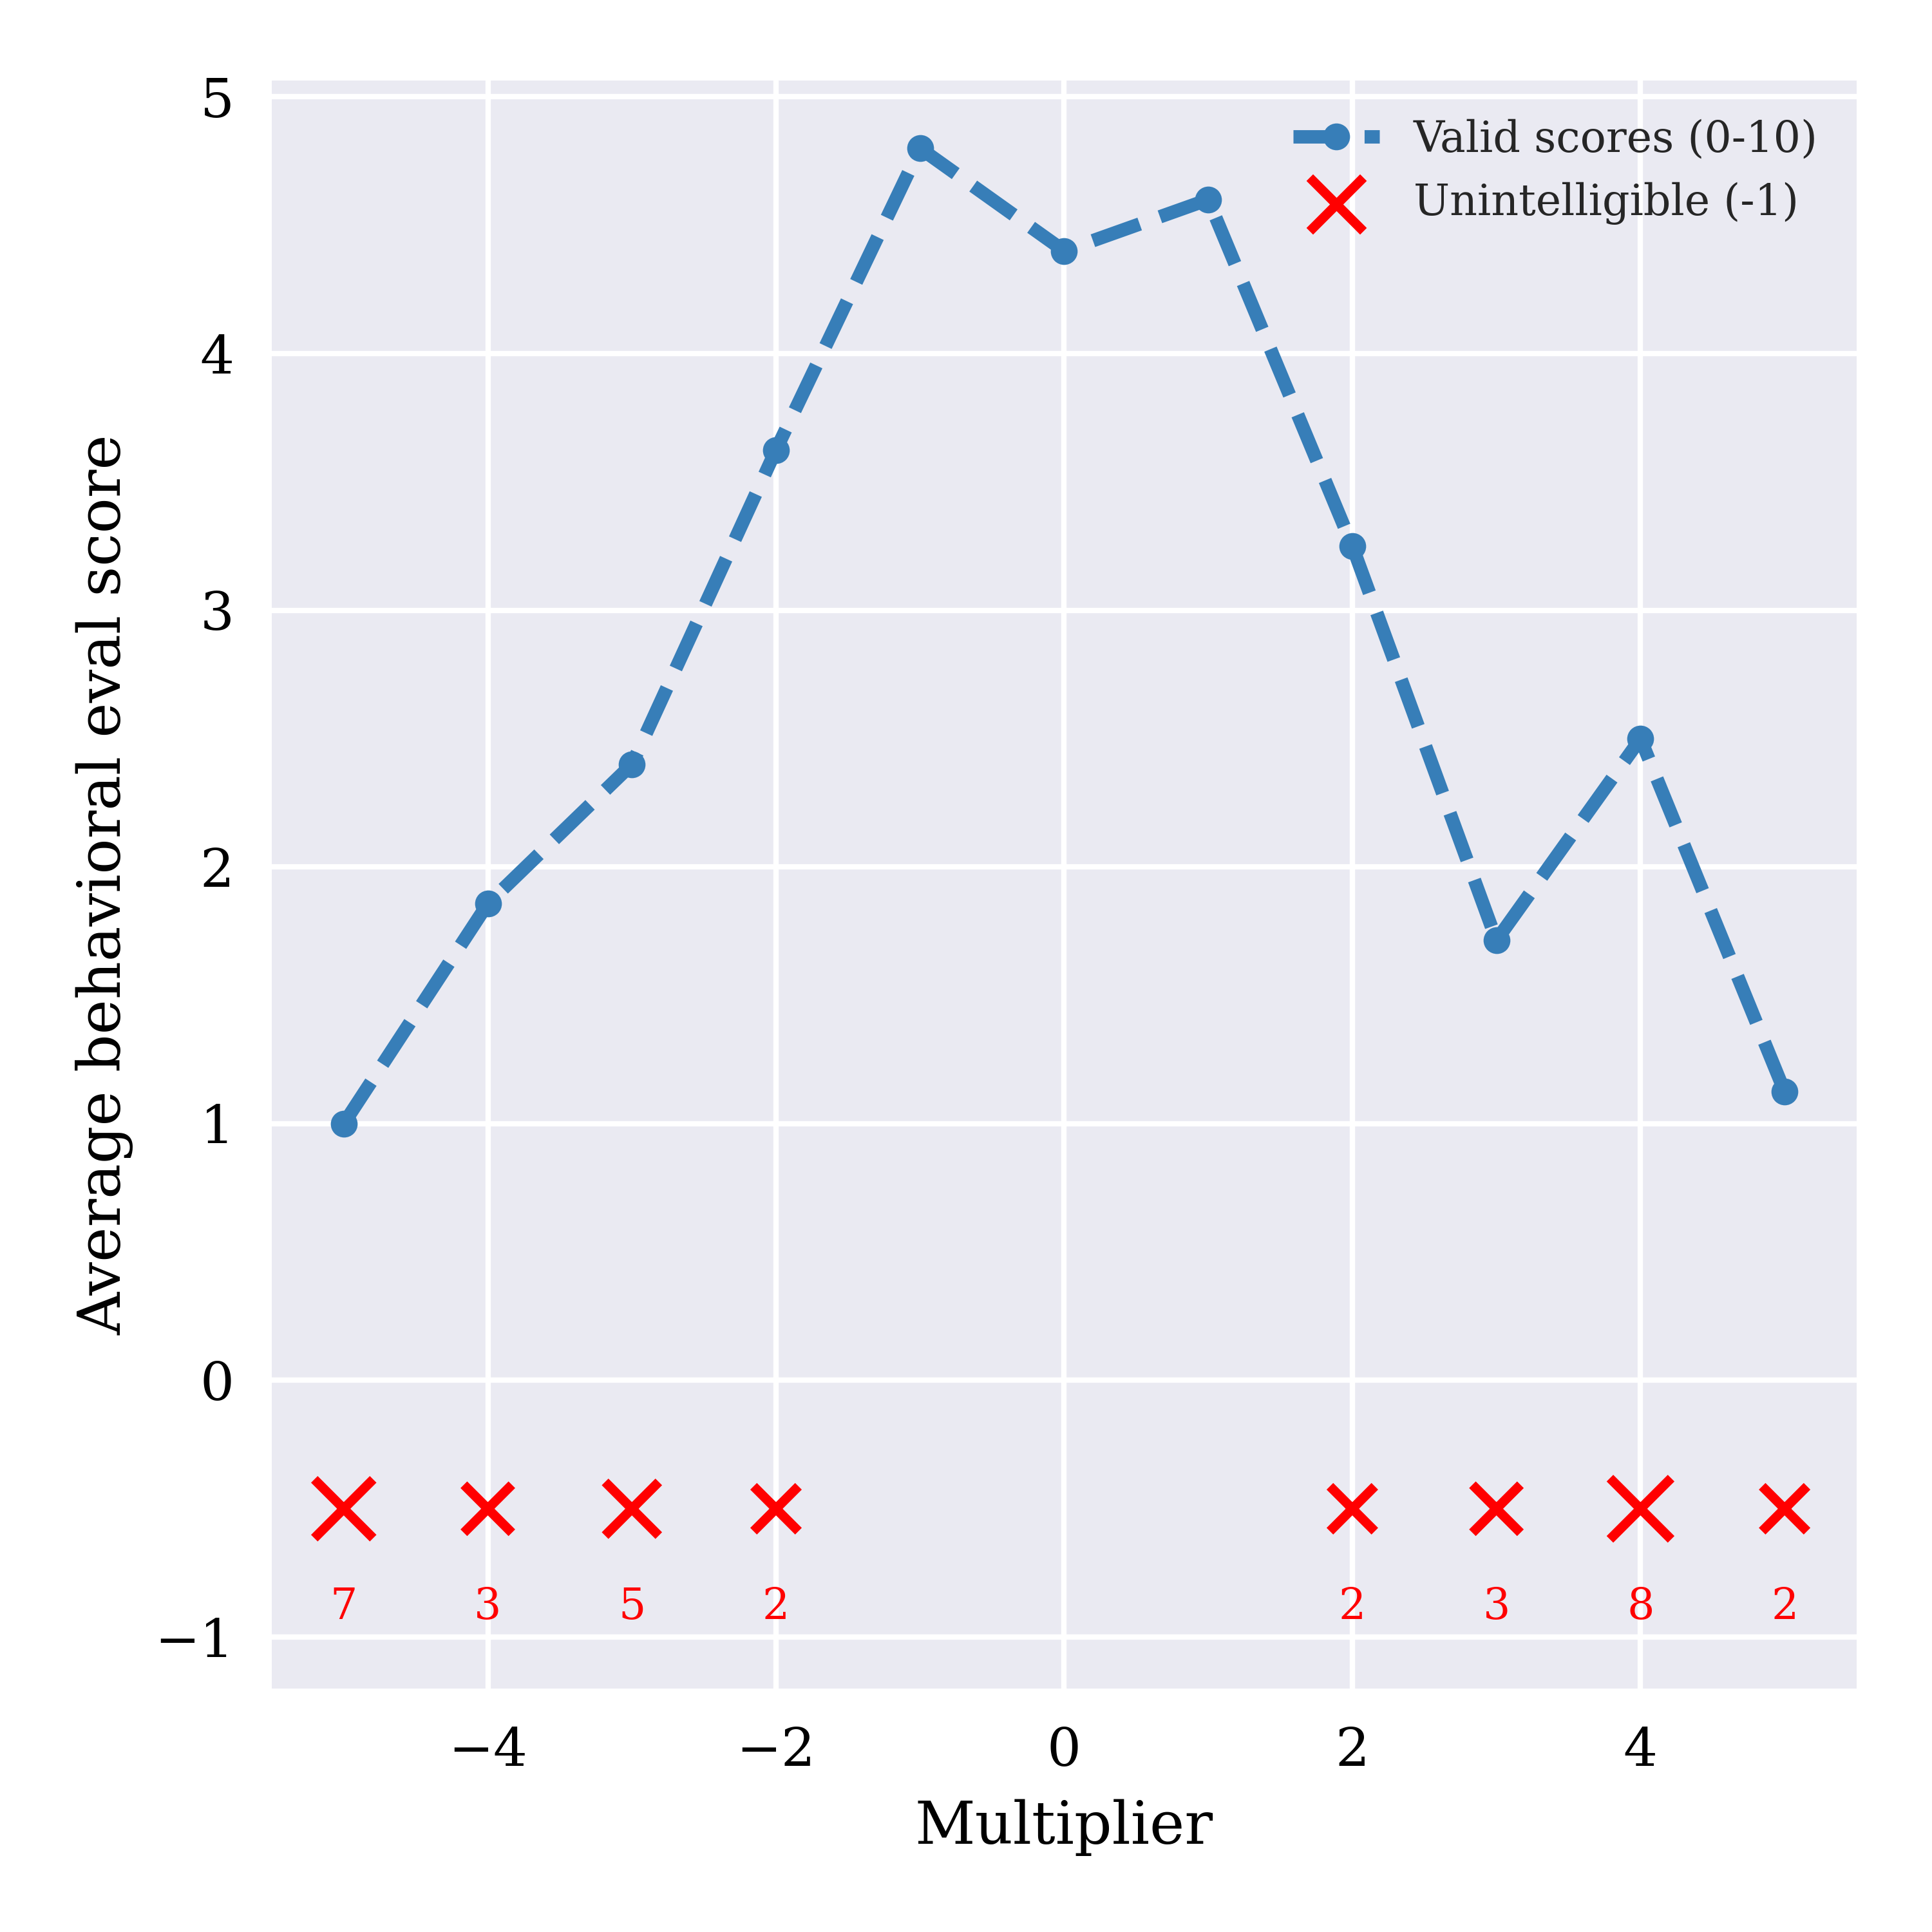 5
4
3
2
1
0
−1
Average behavioral eval score
Valid scores (0-10)
Unintelligible (-1)
7 3 5 2 2 3 8 2
−4 −2 0 2 4
Multiplier